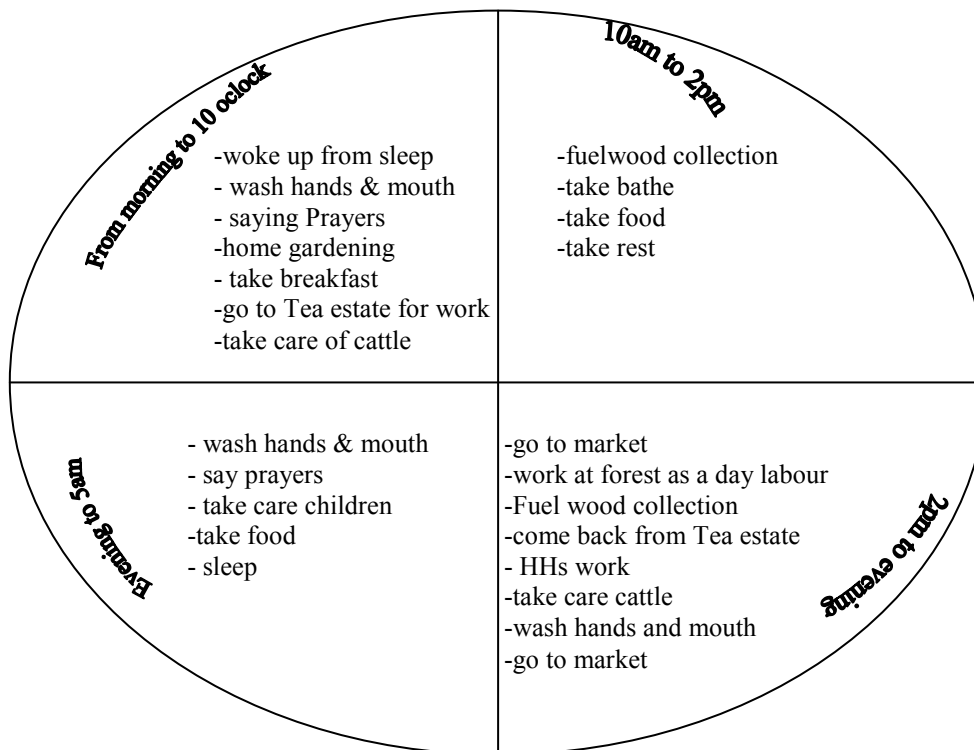 From morning to 10 oclock
-woke up from sleep
- wash hands & mouth
- saying Prayers
-home gardening
- take breakfast
-go to Tea estate for work
-take care of cattle
10am to 2pm
-fuelwood collection
-take bathe
-take food
-take rest
Evening to 5am
- wash hands & mouth
- say prayers
- take care children
-take food
- sleep
2pm to evening
-go to market
-work at forest as a day labour
-Fuel wood collection
-come back from Tea estate
- HHs work
-take care cattle
-wash hands and mouth
-go to market